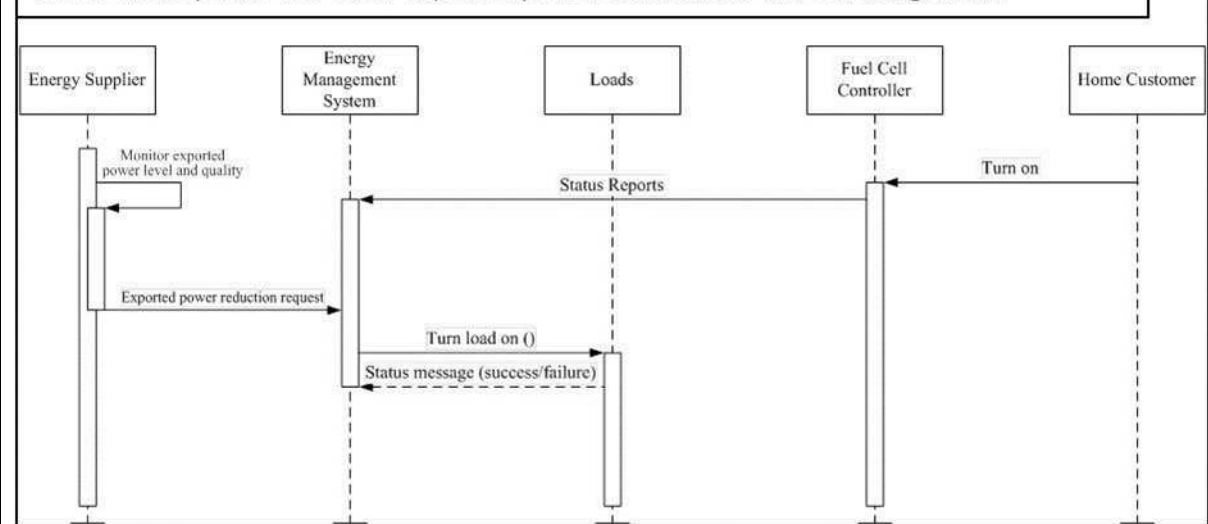 Energy Supplier
Energy
Management
System
Loads
Fuel Cell
Controller
Home Customer
Monitor exported
power level and quality
Turn on
Status Reports
Exported power reduction request
Turn load on ()
Status message (success/failure)